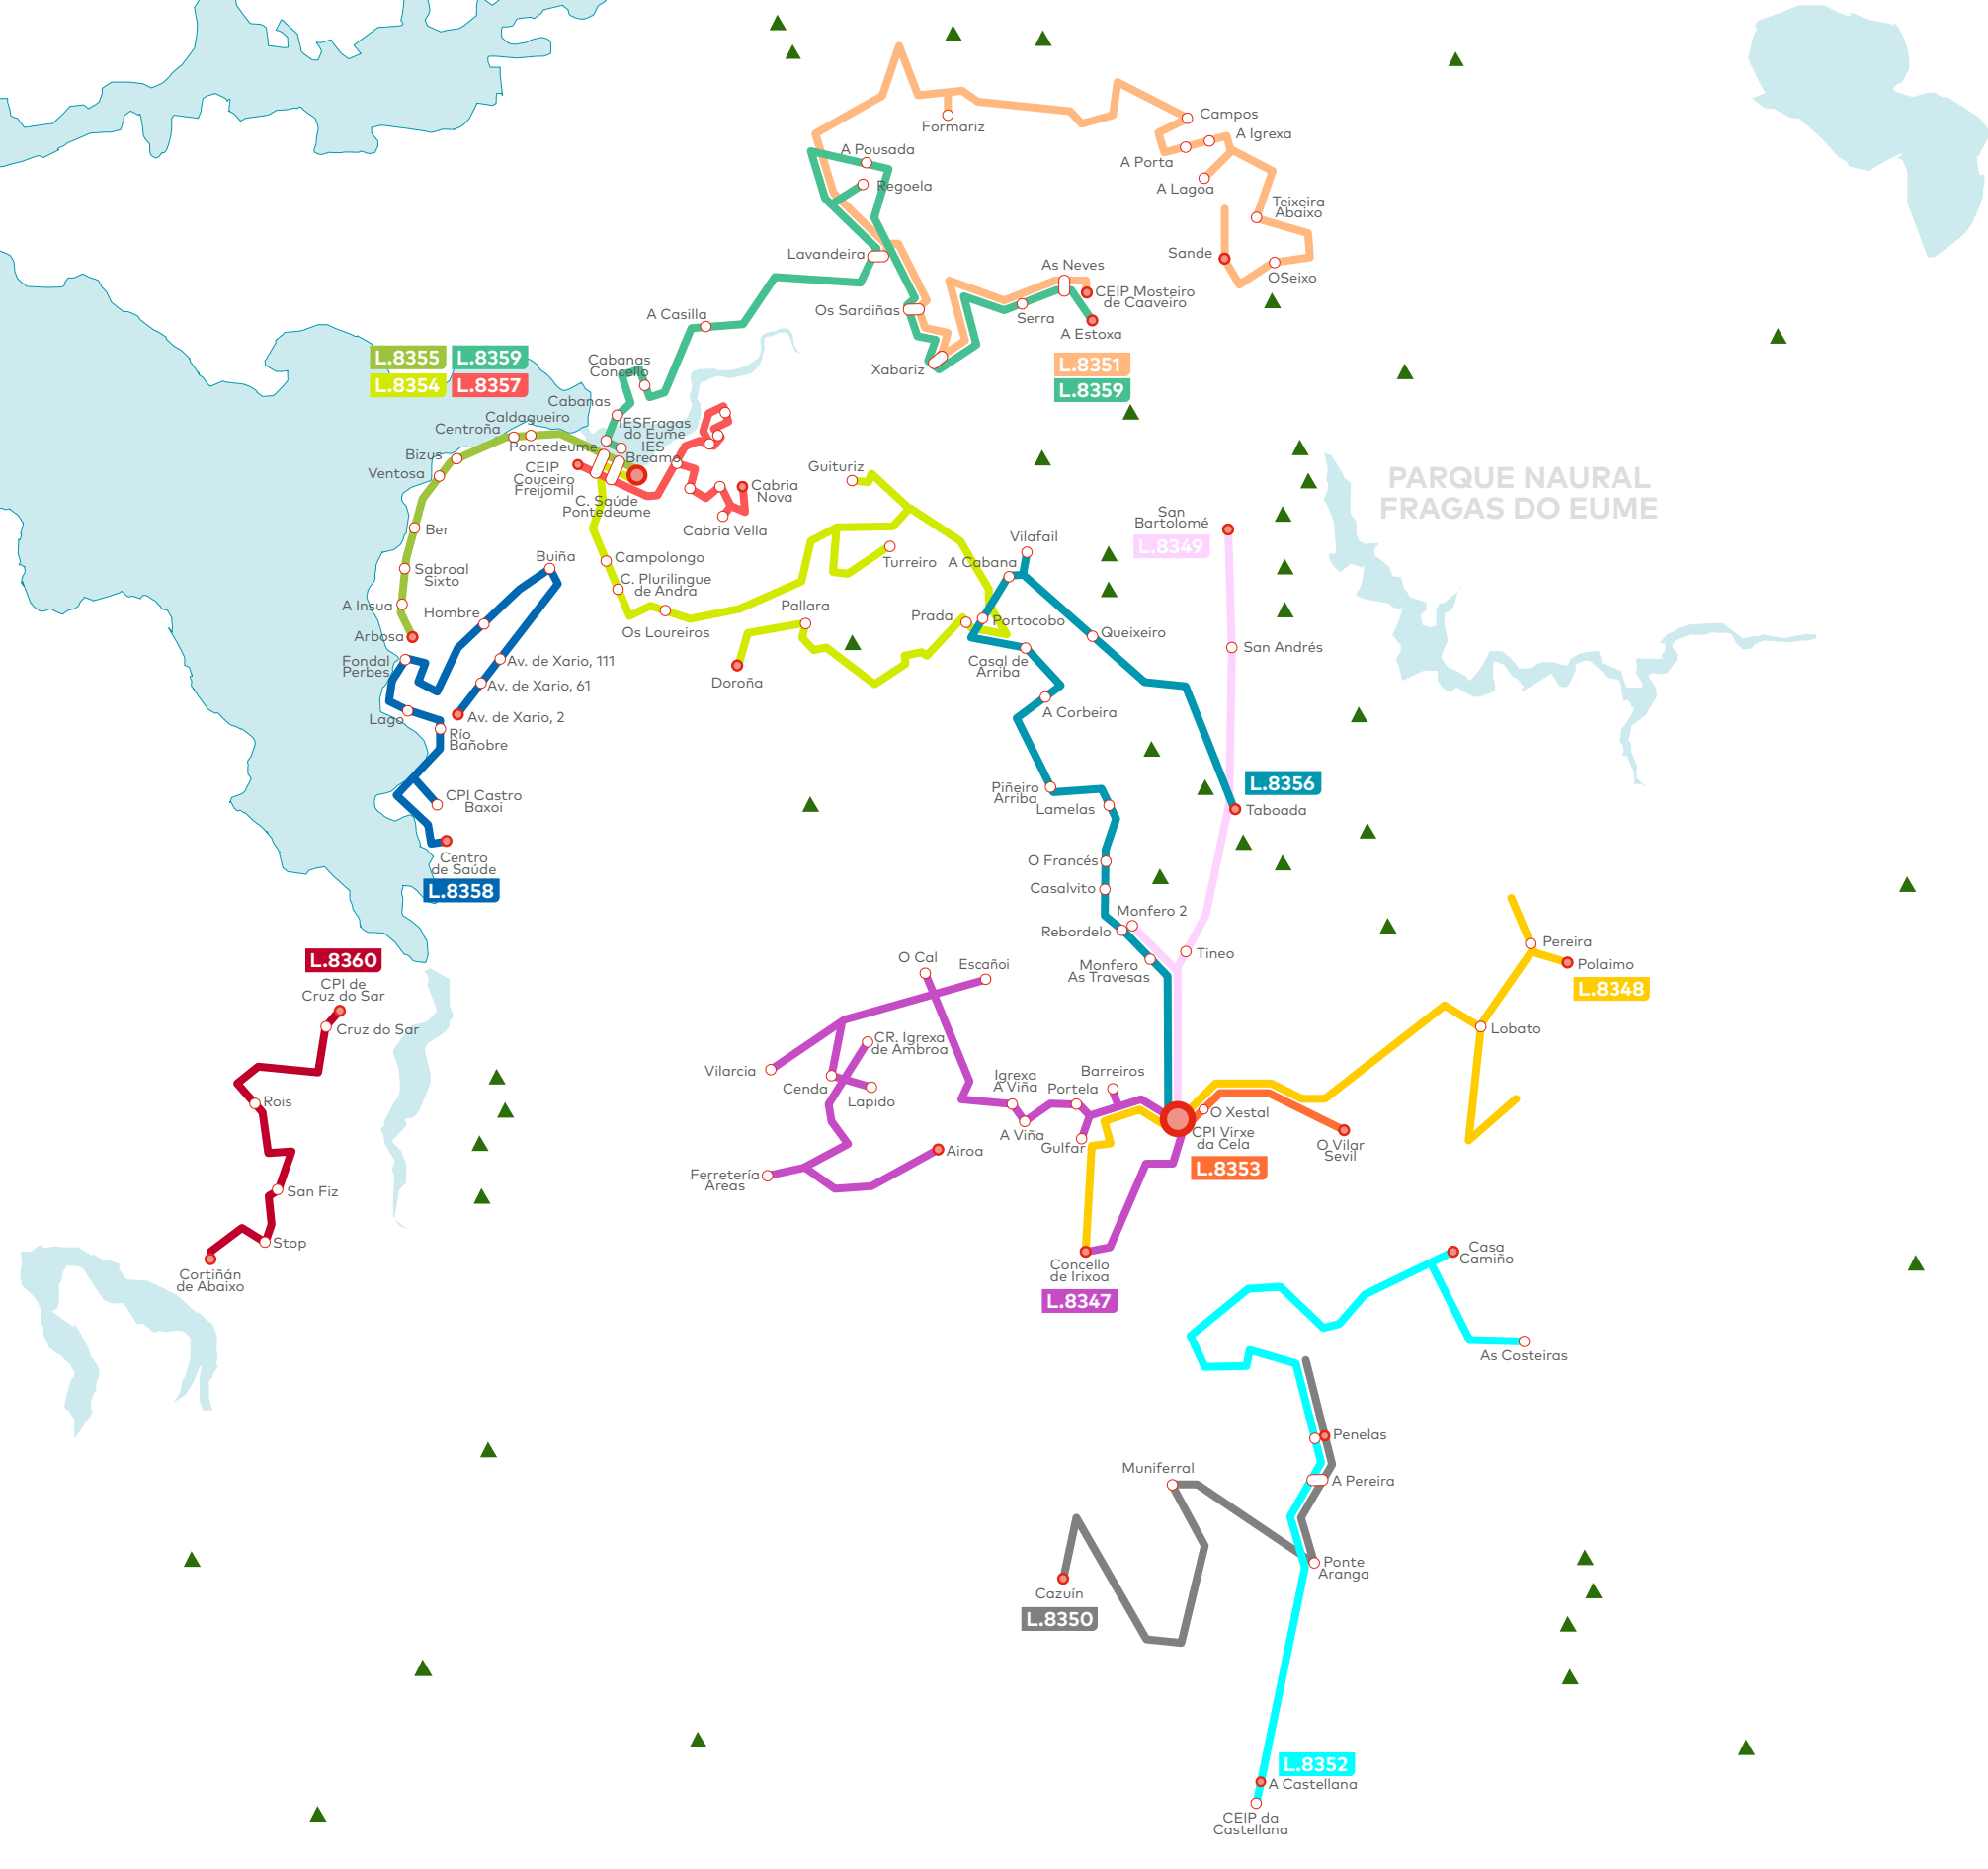 Formariz
Campos
A Igrexa
A Porta
A Lagoa
Teixeira
Abaixo
Sande
OSeixo
A Pousada
Regoela
Lavandeira
As Neves
CEIP Mosteiro
de Caaveiro
Os Sardiñas
Serra
A Estoxa
A Casilla
Xabariz
L.8351
L.8359
L.8355
L.8359
L.8354
L.8357
Cabanas
Concello
Cabanas
Caldagueiro
Centroña
IESFragas
do Eume
Pontedeume
IES
Breamo
Bizus
Ventosa
CEIP
Couceiro
Freijomil
C. Saúde
Pontedeume
Cabria
Nova
Cabria Vella
Guituriz
PARQUE NAURAL
FRAGAS DO EUME
San
Bartolomé
L.8349
Ber
Buiña
Campolongo
Turreiro
Vilafail
A Cabana
Sabroal
Sixto
C. Plurilingue
de Andra
A Insua
Hombre
Os Loureiros
Pallara
Prada
Portocobo
Queixeiro
Arbosa
San Andrés
Fondal
Perbes
Av. de Xario, 111
Av. de Xario, 61
Av. de Xario, 2
Doroña
Casal de
Arriba
Lago
Río
Bañobre
A Corbeira
CPI Castro
Baxoi
Piñeiro
Arriba
Lamelas
L.8356
Taboada
Centro
de Saúde
L.8358
O Francés
Casalvito
Monfero 2
Rebordelo
Tineo
Monfero
As Travesas
Pereira
Polaimo
L.8348
Lobato
L.8360
CPI de
Cruz do Sar
Cruz do Sar
Rois
San Fiz
Stop
Cortiñán
de Abaixo
O Cal
Escañoi
CR. Igrexa
de Ambroa
Vilarcia
Cenda
Lapido
Igrexa
A Viña
Portela
Barreiros
A Viña
Gulfar
O Xestal
CPI Virxe
da Cela
L.8353
O Vilar
Sevil
Ferretería
Areas
Airoa
Concello
de Irixoa
L.8347
Casa
Camiño
As Costeiras
Penelas
A Pereira
Muniferral
Ponte
Aranga
Cazuín
L.8350
L.8352
A Castellana
CEIP da
Castellana